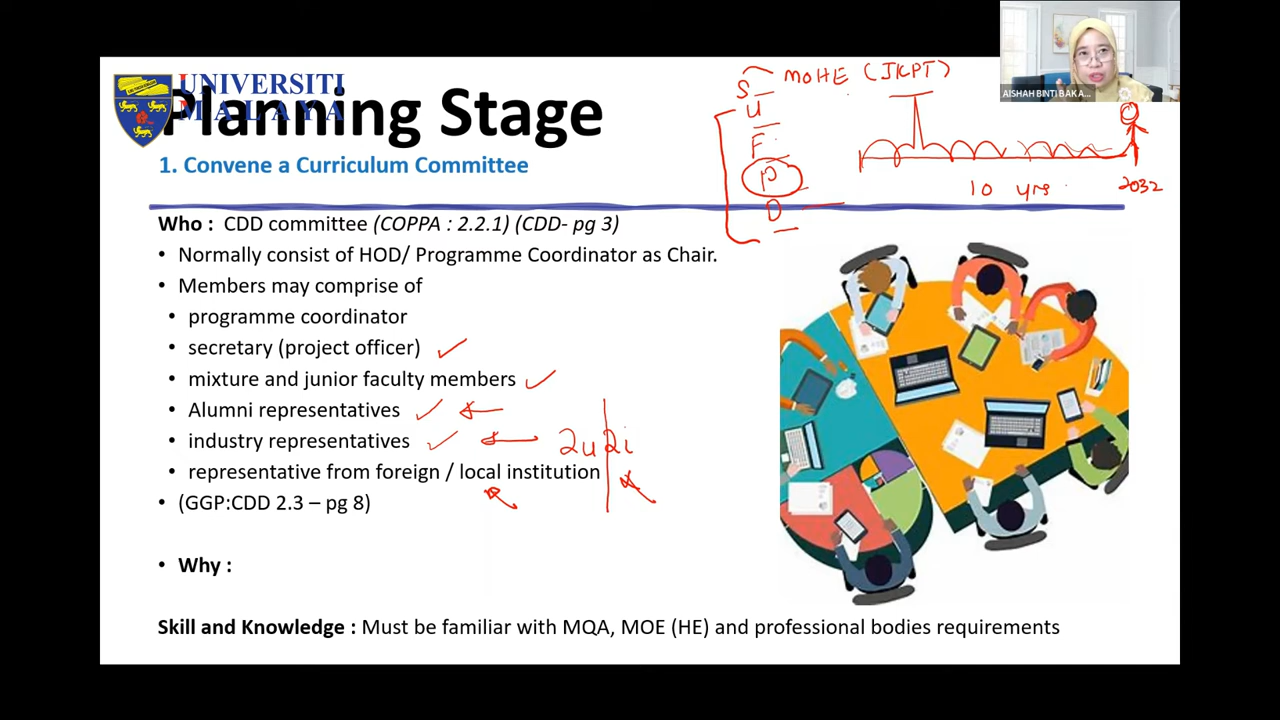 UNIVERSITI
MALAYA
Planning Stage
1. Convene a Curriculum Committee
MOHE (JKPT)
S
U
F
P
D
10 yrs
2032
AISHAH BINTI BAKA...
Who : CDD committee (COPPA : 2.2.1) (CDD- pg 3)
• Normally consist of HOD/ Programme Coordinator as Chair.
• Members may comprise of
• programme coordinator
• secretary (project officer)
• mixture and junior faculty members
• Alumni representatives
• industry representatives
2u2i
• representative from foreign / local institution
• (GGP:CDD 2.3 – pg 8)
• Why :
Skill and Knowledge : Must be familiar with MQA, MOE (HE) and professional bodies requirements